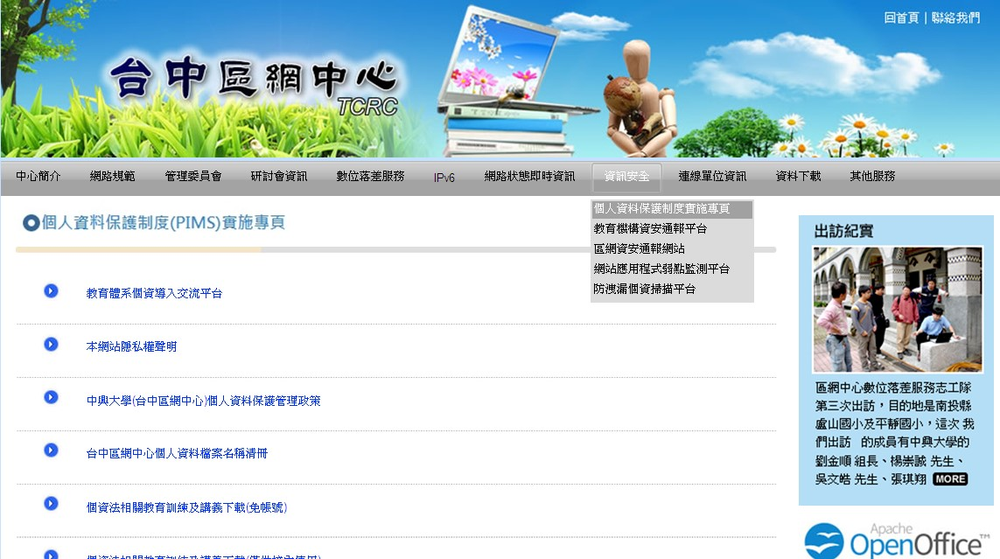 回首頁 | 聯絡我們
台中區網中心
TCRC
中心簡介 網路規範 管理委員會 研討會資訊 數位落差服務 IPv6 網路狀態即時資訊 資訊安全 連線單位資訊 資料下載 其他服務
個人資料保護制度實施專頁
教育機構資安通報平台
區網資安通報網站
網站應用程式弱點監測平台
防洩漏個資掃描平台
個人資料保護制度(PIMS)實施專頁
教育體系個資導入交流平台
本網站隱私權聲明
中興大學(台中區網中心)個人資料保護管理政策
台中區網中心個人資料檔案名稱清冊
個資法相關教育訓練及講義下載(免帳號)
出訪紀實
區網中心數位落差服務志工隊
第三次出訪，目的地是南投縣
盧山國小及平靜國小，這次 我
們出訪 的成員有中興大學的
劉金順 組長、楊崇誠 先生、
吳文皓 先生、張琪翔 MORE
Apache
OpenOffice™